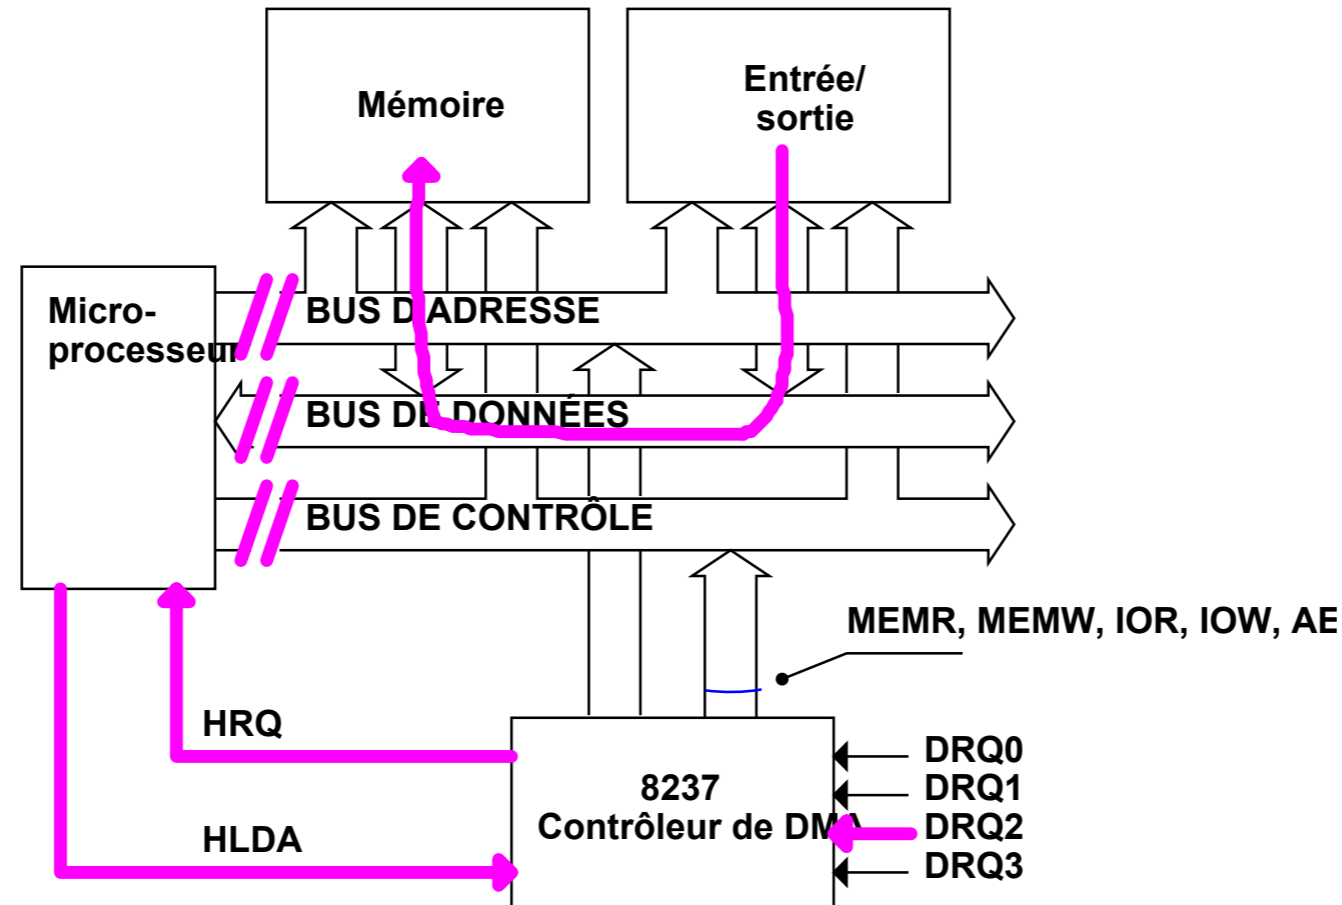 Mémoire
Entrée/
sortie
Micro-
processeur
BUS D'ADRESSE
BUS DE DONNÉES
BUS DE CONTRÔLE
MEMR, MEMW, IOR, IOW, AE
HRQ
HLDA
8237
Contrôleur de DMA
DRQ0
DRQ1
DRQ2
DRQ3